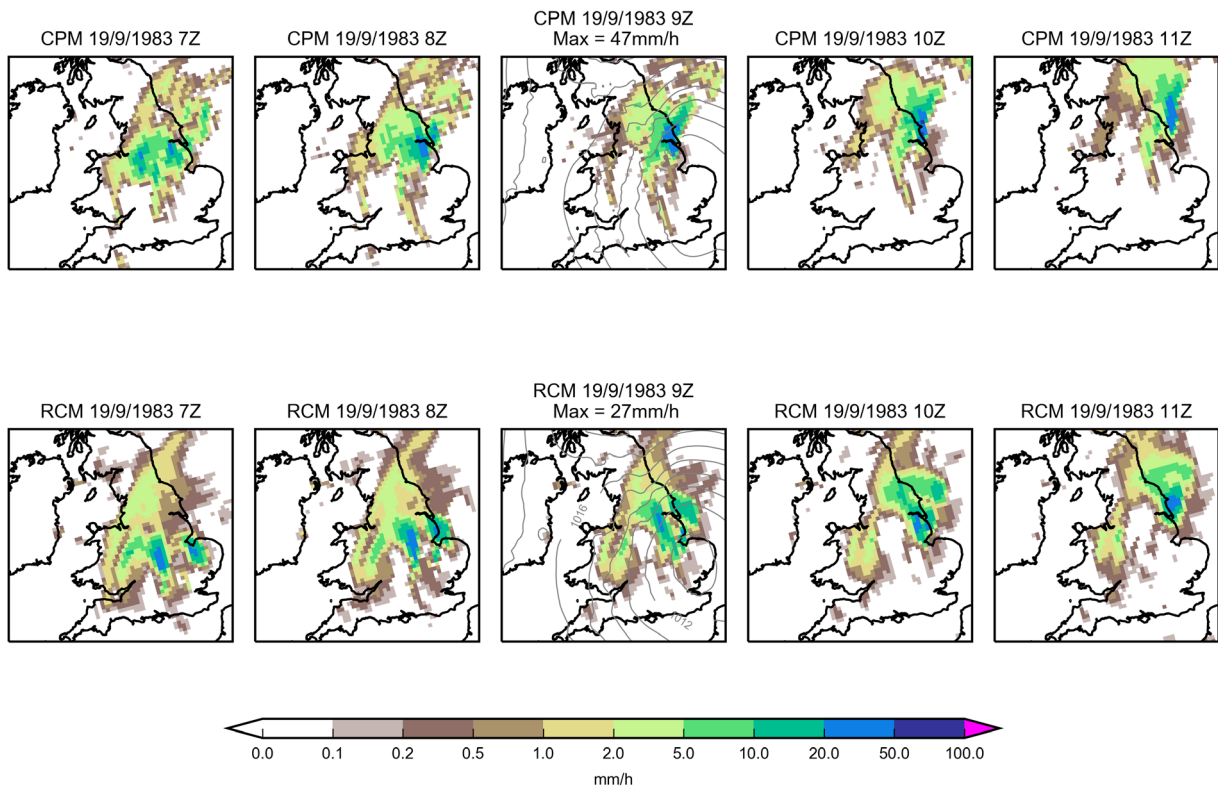 CPM 19/9/1983 7Z
CPM 19/9/1983 8Z
CPM 19/9/1983 9Z
Max = 47mm/h
CPM 19/9/1983 10Z
CPM 19/9/1983 11Z
RCM 19/9/1983 7Z
RCM 19/9/1983 8Z
RCM 19/9/1983 9Z
Max = 27mm/h
RCM 19/9/1983 10Z
RCM 19/9/1983 11Z
1016
1012
0.0 0.1 0.2 0.5 1.0 2.0 5.0 10.0 20.0 50.0 100.0
mm/h